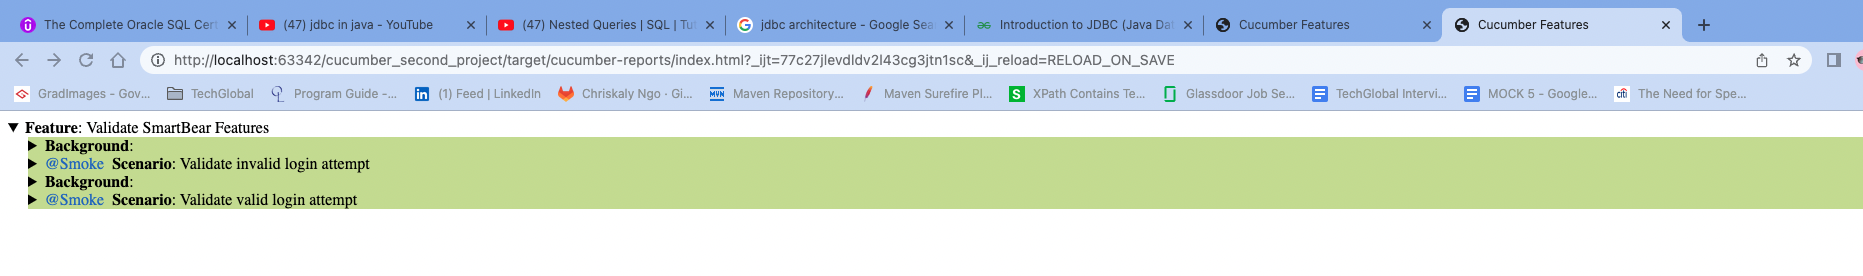 The Complete Oracle SQL Cert
(47) jdbc in java - YouTube
(47) Nested Queries | SQL | Tu
jdbc architecture - Google Sea
Introduction to JDBC (Java Dat
Cucumber Features
Cucumber Features
http://localhost:63342/cucumber_second_project/target/cucumber-reports/index.html?_ijt=77c27jlevdldv2l43cg3jtn1sc&_ij_reload=RELOAD_ON_SAVE
GradImages - Gov...
TechGlobal
Program Guide -...
in (1) Feed | LinkedIn
Chriskaly Ngo · Gi...
MVN Maven Repository...
Maven Surefire Pl...
S XPath Contains Te...
Glassdoor Job Se...
TechGlobal Intervi...
MOCK 5 - Google...
citi The Need for Spe...
Feature: Validate SmartBear Features
Background:
@Smoke Scenario: Validate invalid login attempt
Background:
@Smoke Scenario: Validate valid login attempt